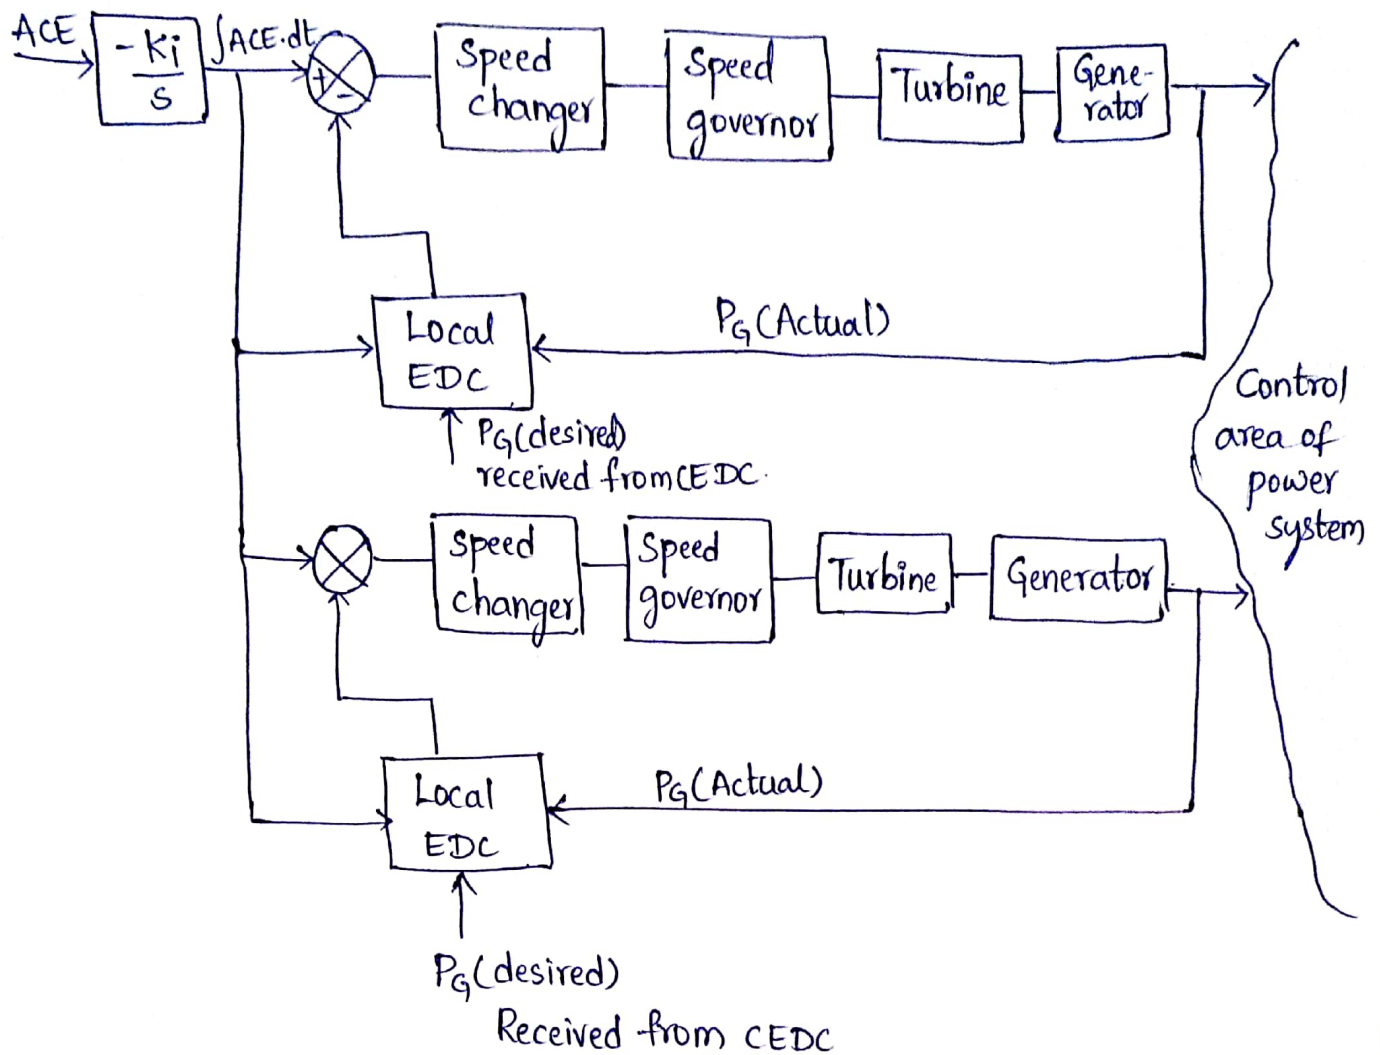 ACE
-Ki
s
∫ACE.dt
+
-
Speed
changer
Speed
governor
Turbine
Gene-
rator
Local
EDC
PG(Actual)
PG(desired)
received from CEDC.
Control
area of
power
system
Speed
changer
Speed
governor
Turbine
Generator
Local
EDC
PG(Actual)
PG(desired)
Received from CEDC